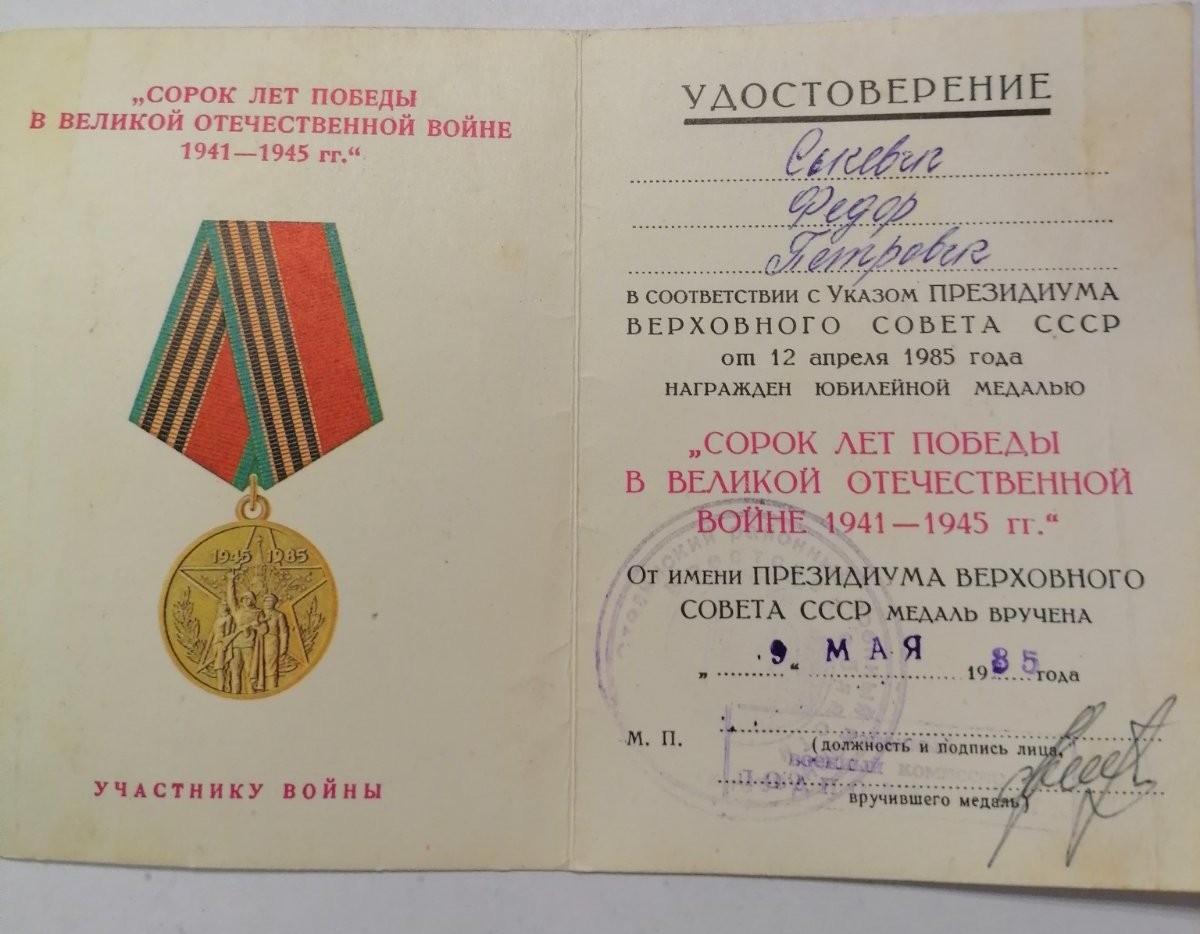 „СОРОК ЛЕТ ПОБЕДЫ
В ВЕЛИКОЙ ОТЕЧЕСТВЕННОЙ ВОЙНЕ
1941—1945 гг.“
1945 1985
УЧАСТНИКУ ВОЙНЫ
УДОСТОВЕРЕНИЕ
Сыкевич
Федор
Петрович
в соответствии с Указом ПРЕЗИДИУМА
ВЕРХОВНОГО СОВЕТА СССР
от 12 апреля 1985 года
награжден юбилейной медалью
„СОРОК ЛЕТ ПОБЕДЫ
В ВЕЛИКОЙ ОТЕЧЕСТВЕННОЙ
ВОЙНЕ 1941—1945 гг.“
От имени ПРЕЗИДИУМА ВЕРХОВНОГО
СОВЕТА СССР медаль вручена
„ 9 “ МАЯ 1985 года
М. П.
(должность и подпись лица,
военный
вручившего медаль)